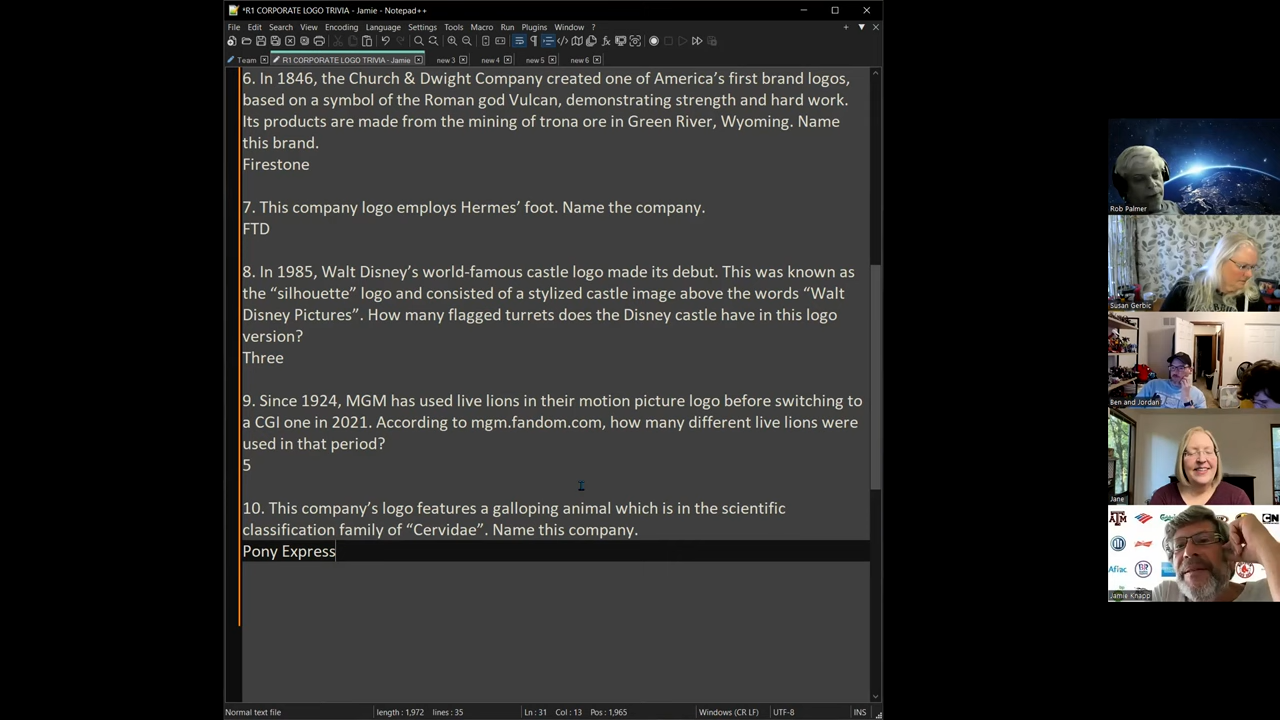 *R1 CORPORATE LOGO TRIVIA - Jamie - Notepad++
File Edit Search View Encoding Language Settings Tools Macro Run Plugins Window ?
Team R1 CORPORATE LOGO TRIVIA - Jamie new 3 new 4 new 5 new 6
6. In 1846, the Church & Dwight Company created one of America’s first brand logos,
based on a symbol of the Roman god Vulcan, demonstrating strength and hard work.
Its products are made from the mining of trona ore in Green River, Wyoming. Name
this brand.
Firestone
7. This company logo employs Hermes’ foot. Name the company.
FTD
8. In 1985, Walt Disney’s world-famous castle logo made its debut. This was known as
the “silhouette” logo and consisted of a stylized castle image above the words “Walt
Disney Pictures”. How many flagged turrets does the Disney castle have in this logo
version?
Three
9. Since 1924, MGM has used live lions in their motion picture logo before switching to
a CGI one in 2021. According to mgm.fandom.com, how many different live lions were
used in that period?
5
10. This company’s logo features a galloping animal which is in the scientific
classification family of “Cervidae”. Name this company.
Pony Express
Normal text file length : 1,972 lines : 35 Ln : 31 Col : 13 Pos : 1,965 Windows (CR LF) UTF-8 INS
Rob Palmer
Susan Gerbic
Ben and Jordan
Jane
ATM
CN
Aflac
Jamie Knapp